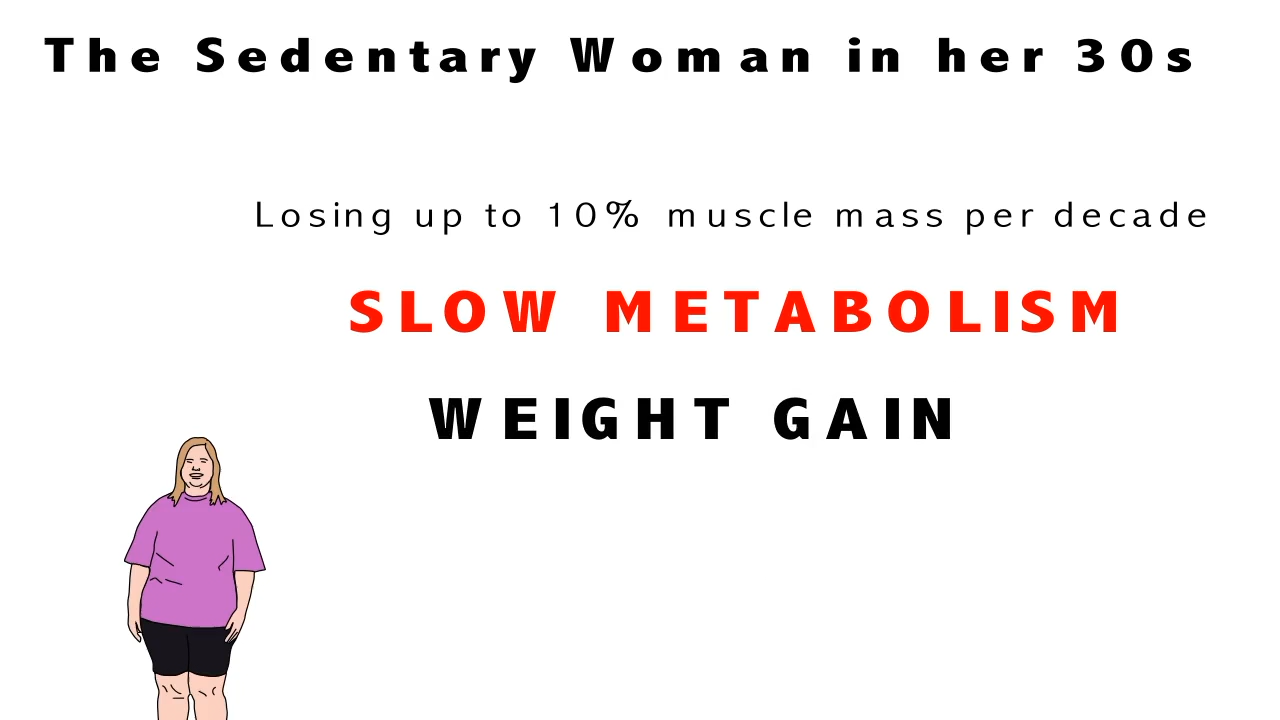 The Sedentary Woman in her 30s
Losing up to 10% muscle mass per decade
SLOW METABOLISM
WEIGHT GAIN